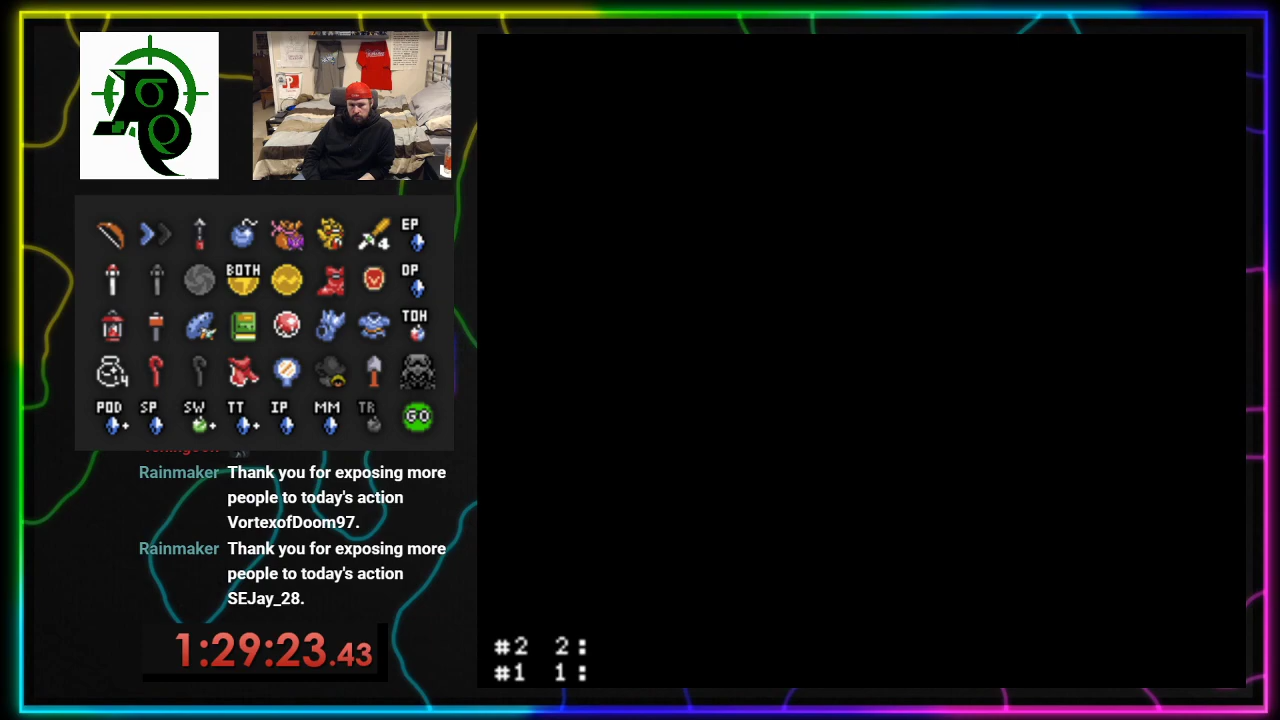 EP
4
BOTH
DP
TOH
4
POD SP SW TT IP MM TR
GO
Rainmaker Thank you for exposing more
people to today's action
VortexofDoom97.
Rainmaker Thank you for exposing more
people to today's action
SEJay_28.
1:29:23.43
#2 2:
#1 1: